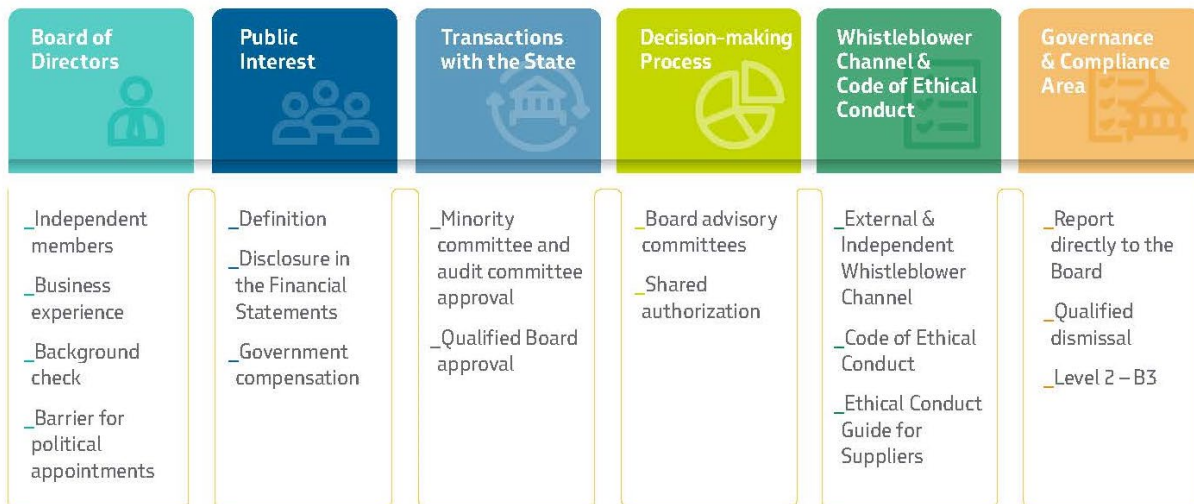 Board of
Directors
_Independent
members
_Business
experience
_Background
check
_Barrier for
political
appointments
Public
Interest
_Definition
_Disclosure in
the Financial
Statements
_Government
compensation
Transactions
with the State
_Minority
committee and
audit committee
approval
_Qualified Board
approval
Decision-making
Process
_Board advisory
committees
_Shared
authorization
Whistleblower
Channel &
Code of Ethical
Conduct
_External &
Independent
Whistleblower
Channel
_Code of Ethical
Conduct
_Ethical Conduct
Guide for
Suppliers
Governance
& Compliance
Area
_Report
directly to the
Board
_Qualified
dismissal
_Level 2 – B3